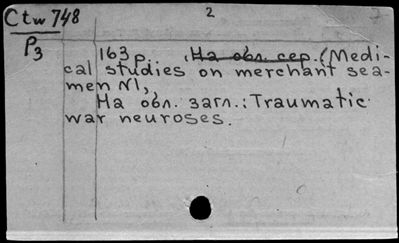 Ctw 748
2
7
P3
163 p. , На обл. сер. (Medi-
cal studies on merchant sea-
men N1,
На обл. загл.: Traumatic
war neuroses.